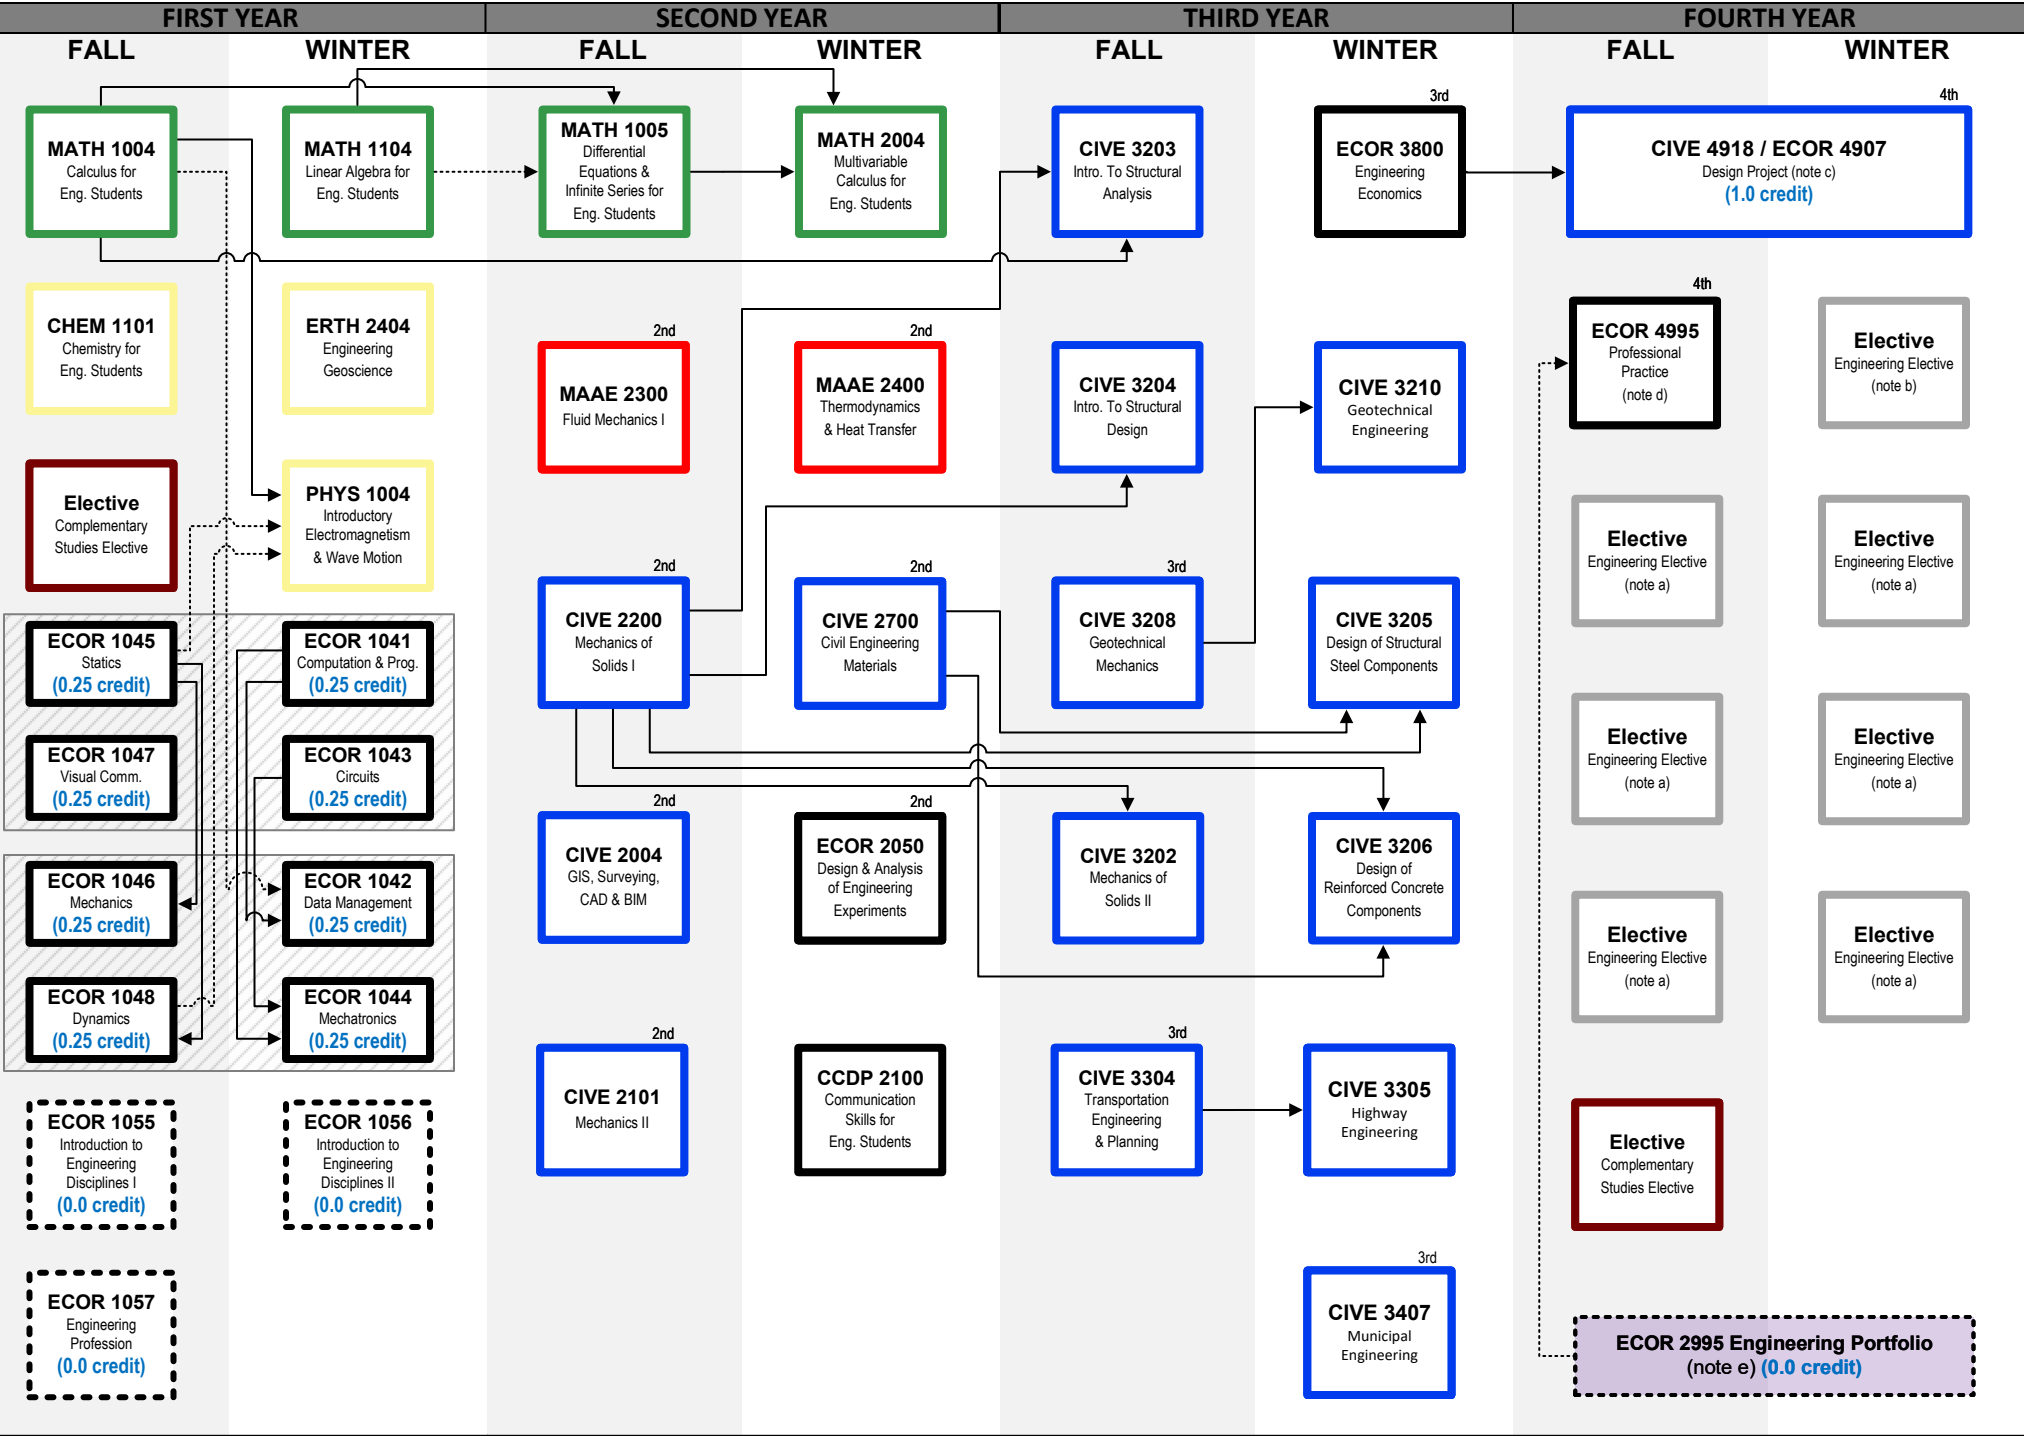 FIRST YEAR
SECOND YEAR
THIRD YEAR
FOURTH YEAR
FALL
WINTER
FALL
WINTER
FALL
WINTER
FALL
WINTER
MATH 1004
Calculus for
Eng. Students
MATH 1104
Linear Algebra for
Eng. Students
MATH 1005
Differential
Equations &
Infinite Series for
Eng. Students
MATH 2004
Multivariable
Calculus for
Eng. Students
CIVE 3203
Intro. To Structural
Analysis
3rd
ECOR 3800
Engineering
Economics
4th
CIVE 4918 / ECOR 4907
Design Project (note c)
(1.0 credit)
CHEM 1101
Chemistry for
Eng. Students
ERTH 2404
Engineering
Geoscience
2nd
MAAE 2300
Fluid Mechanics I
2nd
MAAE 2400
Thermodynamics
& Heat Transfer
CIVE 3204
Intro. To Structural
Design
CIVE 3210
Geotechnical
Engineering
4th
ECOR 4995
Professional
Practice
(note d)
Elective
Engineering Elective
(note b)
Elective
Complementary
Studies Elective
PHYS 1004
Introductory
Electromagnetism
& Wave Motion
Elective
Engineering Elective
(note a)
Elective
Engineering Elective
(note a)
2nd
CIVE 2200
Mechanics of
Solids I
2nd
CIVE 2700
Civil Engineering
Materials
3rd
CIVE 3208
Geotechnical
Mechanics
CIVE 3205
Design of Structural
Steel Components
ECOR 1045
Statics
(0.25 credit)
ECOR 1041
Computation & Prog.
(0.25 credit)
ECOR 1047
Visual Comm.
(0.25 credit)
ECOR 1043
Circuits
(0.25 credit)
Elective
Engineering Elective
(note a)
Elective
Engineering Elective
(note a)
2nd
CIVE 2004
GIS, Surveying,
CAD & BIM
2nd
ECOR 2050
Design & Analysis
of Engineering
Experiments
CIVE 3202
Mechanics of
Solids II
CIVE 3206
Design of
Reinforced Concrete
Components
ECOR 1046
Mechanics
(0.25 credit)
ECOR 1042
Data Management
(0.25 credit)
Elective
Engineering Elective
(note a)
Elective
Engineering Elective
(note a)
ECOR 1048
Dynamics
(0.25 credit)
ECOR 1044
Mechatronics
(0.25 credit)
2nd
CIVE 2101
Mechanics II
CCDP 2100
Communication
Skills for
Eng. Students
3rd
CIVE 3304
Transportation
Engineering
& Planning
CIVE 3305
Highway
Engineering
ECOR 1055
Introduction to
Engineering
Disciplines I
(0.0 credit)
ECOR 1056
Introduction to
Engineering
Disciplines II
(0.0 credit)
Elective
Complementary
Studies Elective
ECOR 1057
Engineering
Profession
(0.0 credit)
3rd
CIVE 3407
Municipal
Engineering
ECOR 2995 Engineering Portfolio
(note e) (0.0 credit)